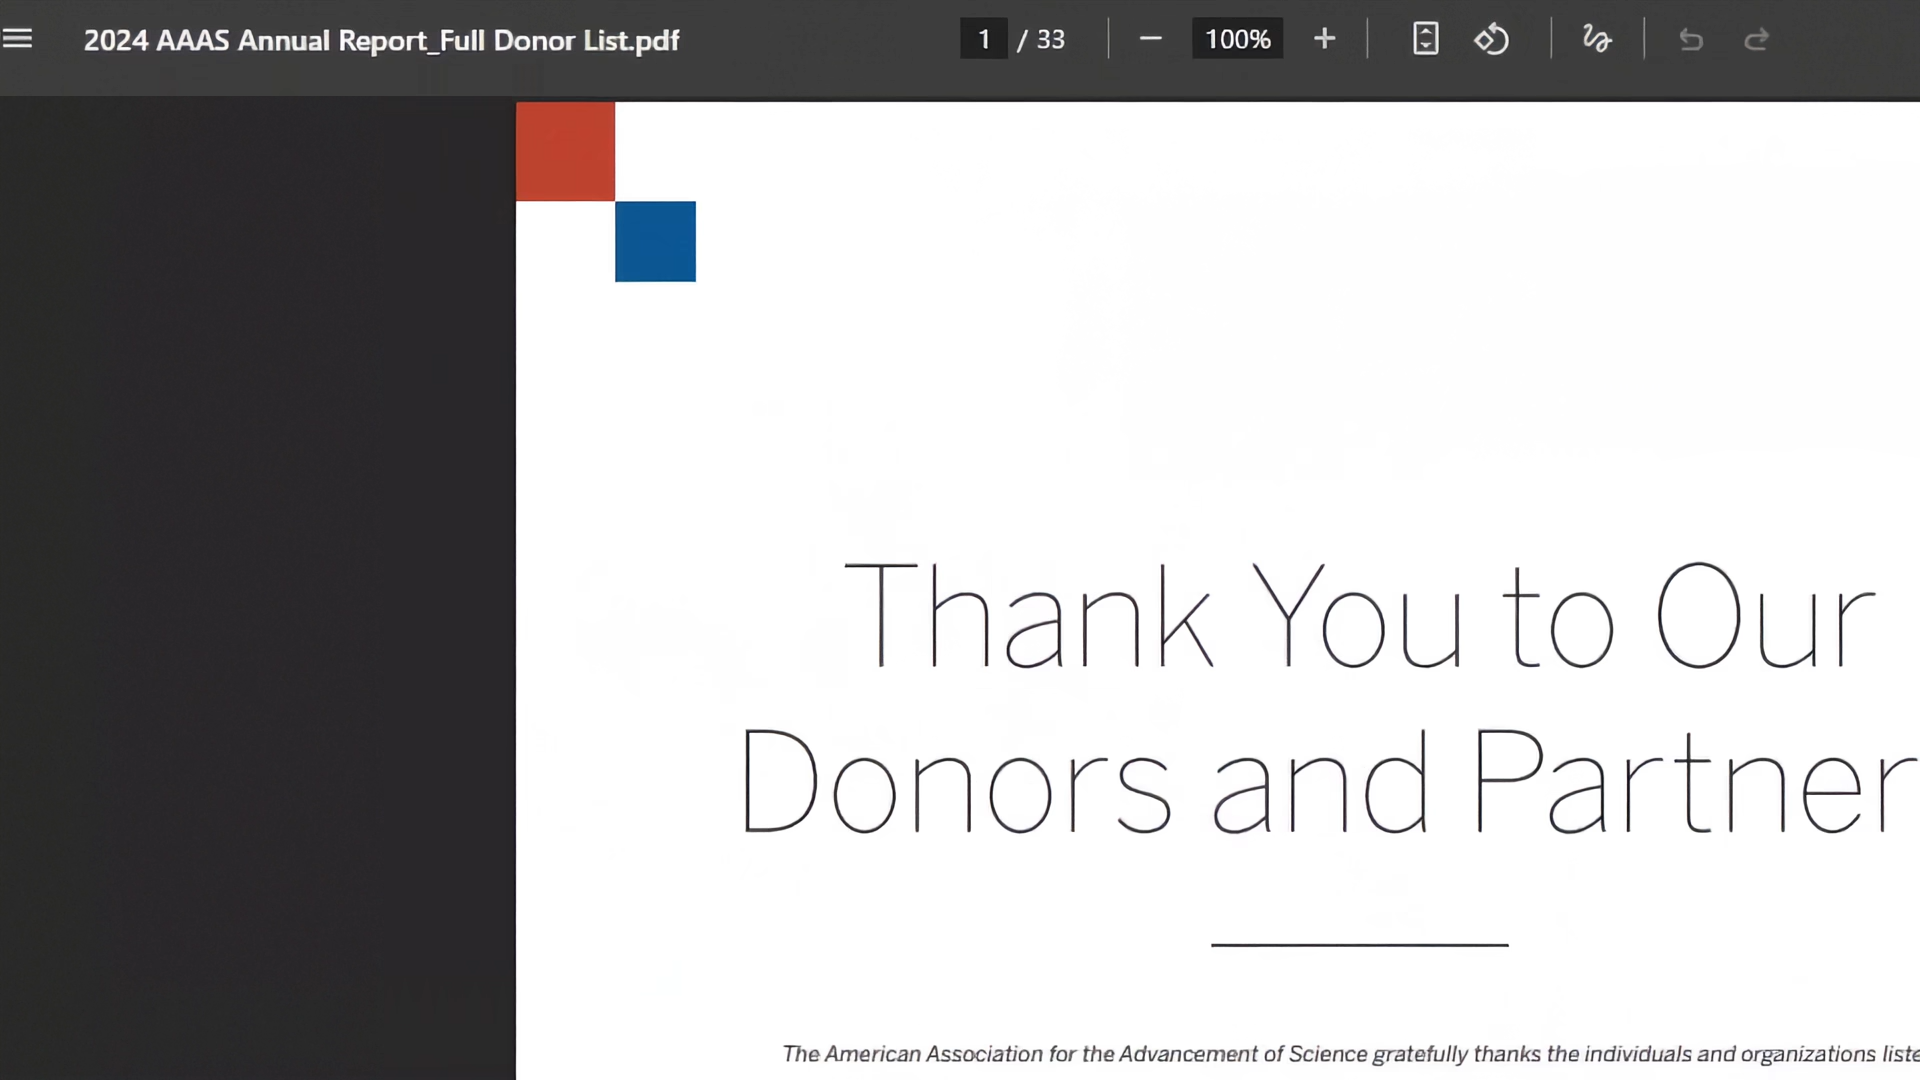 2024 AAAS Annual Report_Full Donor List.pdf
1 / 33
100%
Thank You to Our
Donors and Partner
The American Association for the Advancement of Science gratefully thanks the individuals and organizations liste